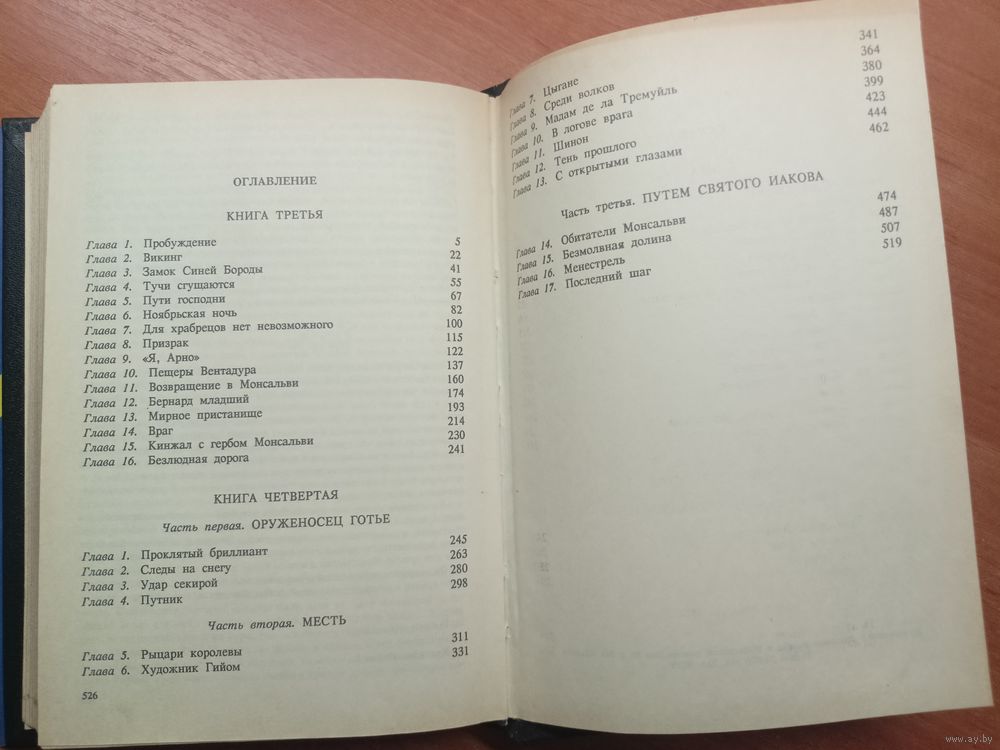 ОГЛАВЛЕНИЕ
КНИГА ТРЕТЬЯ
Глава 1. Пробуждение 5
Глава 2. Викинг 22
Глава 3. Замок Синей Бороды 41
Глава 4. Тучи сгущаются 55
Глава 5. Пути господни 67
Глава 6. Ноябрьская ночь 82
Глава 7. Для храбрецов нет невозможного 100
Глава 8. Призрак 115
Глава 9. «Я, Арно» 122
Глава 10. Пещеры Вентадура 137
Глава 11. Возвращение в Монсальви 160
Глава 12. Бернард младший 174
Глава 13. Мирное пристанище 193
Глава 14. Враг 214
Глава 15. Кинжал с гербом Монсальви 230
Глава 16. Безлюдная дорога 241
КНИГА ЧЕТВЕРТАЯ
Часть первая. ОРУЖЕНОСЕЦ ГОТЬЕ
Глава 1. Проклятый бриллиант 245
Глава 2. Следы на снегу 263
Глава 3. Удар секирой 280
Глава 4. Путник 298
Часть вторая. МЕСТЬ
Глава 5. Рыцари королевы 311
Глава 6. Художник Гийом 331
526
Глава 7. Цыгане 341
Глава 8. Среди волков 364
Глава 9. Мадам де ла Тремуйль 380
Глава 10. В логове врага 399
Глава 11. Шинон 423
Глава 12. Тень прошлого 444
Глава 13. С открытыми глазами 462
Часть третья. ПУТЕМ СВЯТОГО ИАКОВА
Глава 14. Обитатели Монсальви 474
Глава 15. Безмолвная долина 487
Глава 16. Менестрель 507
Глава 17. Последний шаг 519
www.ay.by